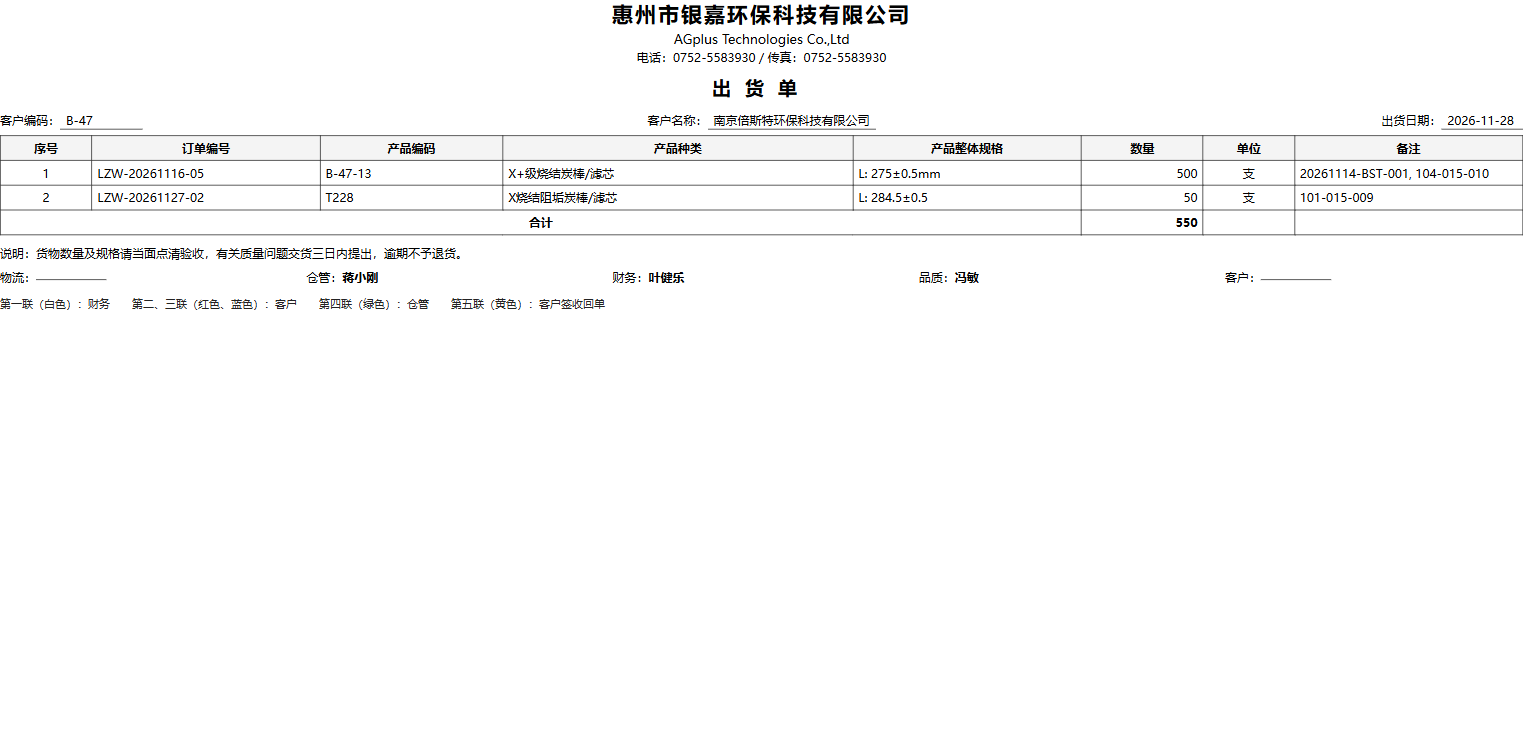 惠州市银嘉环保科技有限公司
AGplus Technologies Co.,Ltd
电话：0752-5583930 / 传真：0752-5583930
出 货 单
客户编码： B-47 客户名称： 南京倍斯特环保科技有限公司 出货日期： 2026-11-28
序号 订单编号 产品编码 产品种类 产品整体规格 数量 单位 备注
1 LZW-20261116-05 B-47-13 X+级烧结炭棒/滤芯 L: 275±0.5mm 500 支 20261114-BST-001, 104-015-010
2 LZW-20261127-02 T228 X烧结阻垢炭棒/滤芯 L: 284.5±0.5 50 支 101-015-009
合计 550
说明：货物数量及规格请当面点清验收，有关质量问题交货三日内提出，逾期不予退货。
物流： 仓管：蒋小刚 财务：叶健乐 品质：冯敏 客户：
第一联（白色）：财务 第二、三联（红色、蓝色）：客户 第四联（绿色）：仓管 第五联（黄色）：客户签收回单